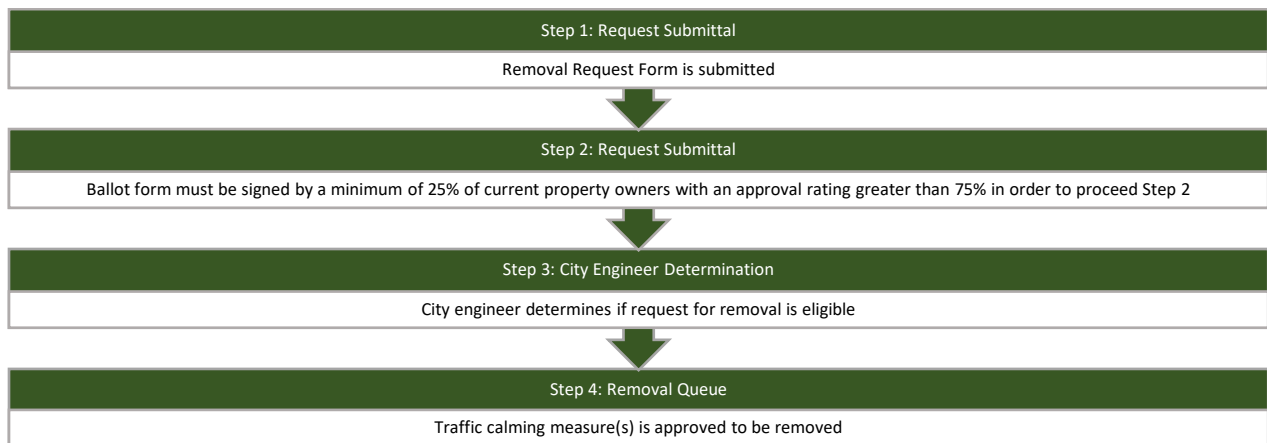 Step 1: Request Submittal
Removal Request Form is submitted
Step 2: Request Submittal
Ballot form must be signed by a minimum of 25% of current property owners with an approval rating greater than 75% in order to proceed Step 2
Step 3: City Engineer Determination
City engineer determines if request for removal is eligible
Step 4: Removal Queue
Traffic calming measure(s) is approved to be removed